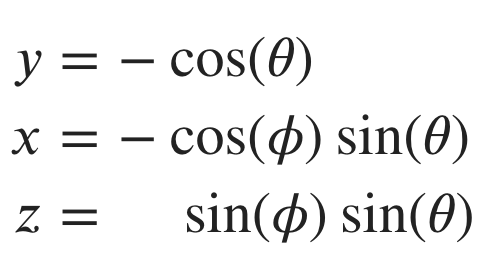 y = − cos(θ)
x = − cos(ϕ) sin(θ)
z = sin(ϕ) sin(θ)